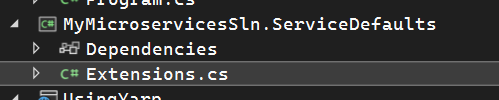 Program.cs
C# MyMicroservicesSln.ServiceDefaults
Dependencies
C# Extensions.cs
UsingYarp